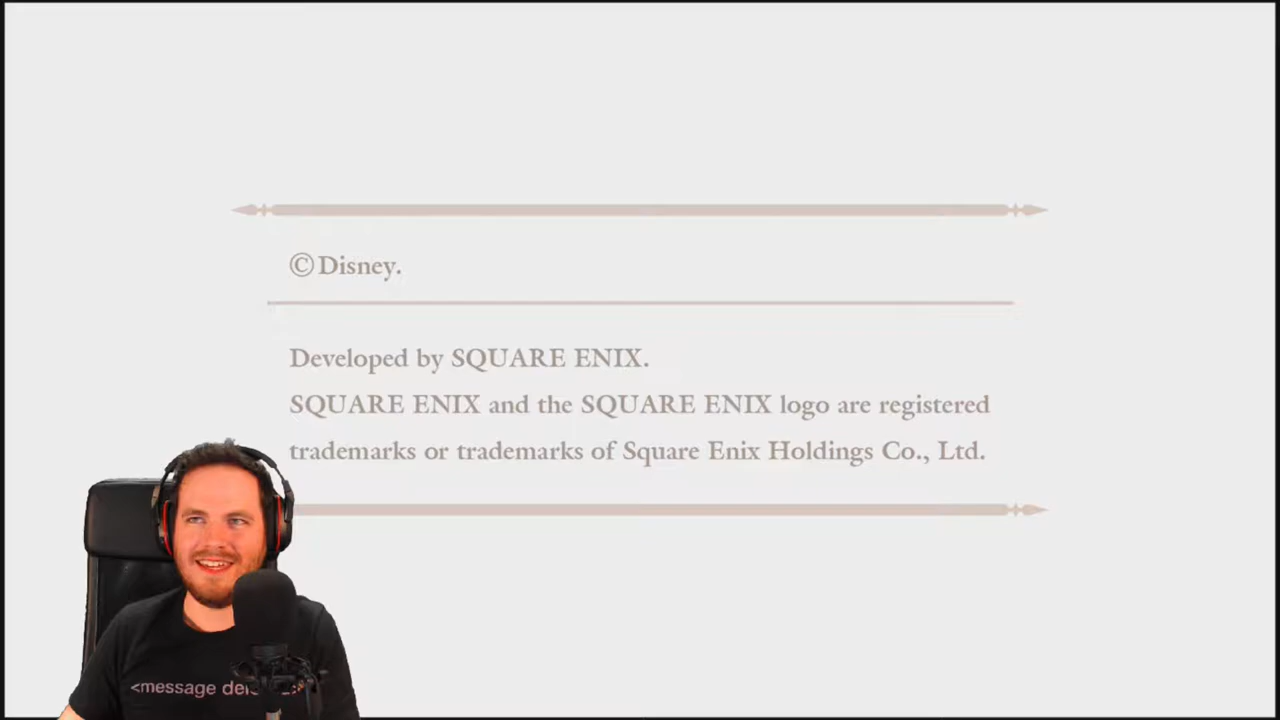 © Disney.
Developed by SQUARE ENIX.
SQUARE ENIX and the SQUARE ENIX logo are registered
trademarks or trademarks of Square Enix Holdings Co., Ltd.
<message